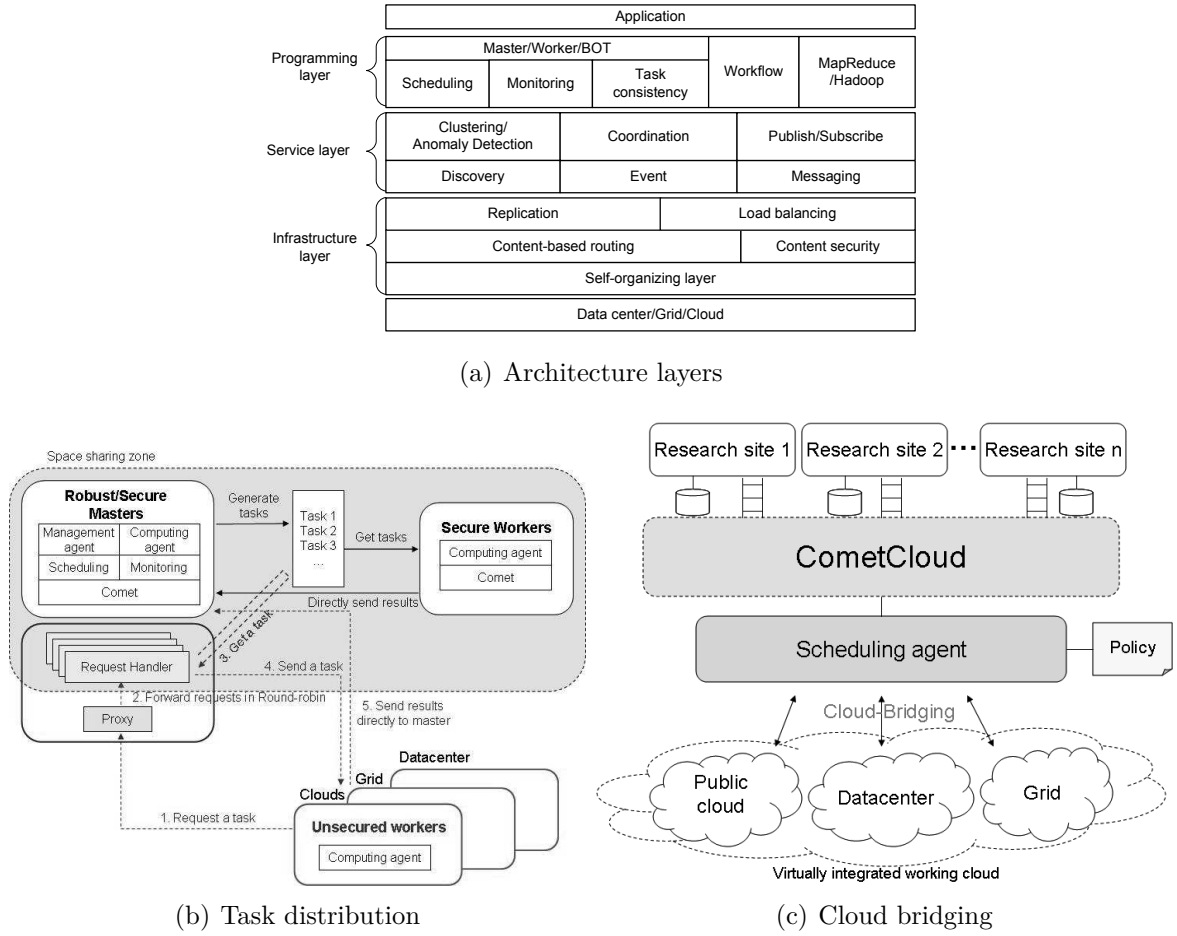 Application
Programming
layer
Master/Worker/BOT
Scheduling
Monitoring
Task
consistency
Workflow
MapReduce
/Hadoop
Service layer
Clustering/
Anomaly Detection
Coordination
Publish/Subscribe
Discovery
Event
Messaging
Infrastructure
layer
Replication
Load balancing
Content-based routing
Content security
Self-organizing layer
Data center/Grid/Cloud
(a) Architecture layers
Space sharing zone
Robust/Secure
Masters
Management
agent
Computing
agent
Scheduling
Monitoring
Comet
Generate
tasks
Task 1
Task 2
Task 3
...
Get tasks
Secure Workers
Computing agent
Comet
Directly send results
3. Get a task
Request Handler
4. Send a task
2. Forward requests in Round-robin
Proxy
5. Send results
directly to master
Datacenter
Grid
Clouds
1. Request a task
Unsecured workers
Computing agent
(b) Task distribution
Research site 1
Research site 2
...
Research site n
CometCloud
Scheduling agent
Policy
Cloud-Bridging
Public
cloud
Datacenter
Grid
Virtually integrated working cloud
(c) Cloud bridging